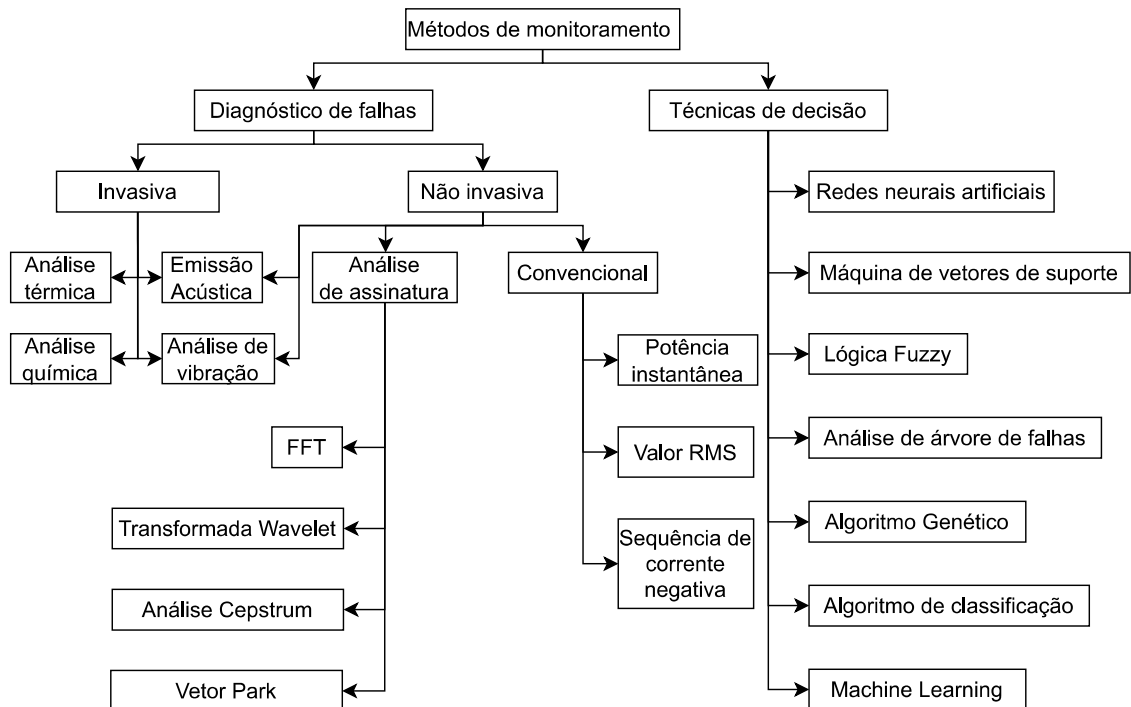 Métodos de monitoramento
Diagnóstico de falhas
Técnicas de decisão
Invasiva
Não invasiva
Redes neurais artificiais
Análise
térmica
Emissão
Acústica
Análise
de assinatura
Convencional
Máquina de vetores de suporte
Análise
química
Análise de
vibração
Potência
instantânea
Lógica Fuzzy
FFT
Valor RMS
Análise de árvore de falhas
Transformada Wavelet
Sequência de
corrente
negativa
Algoritmo Genético
Análise Cepstrum
Algoritmo de classificação
Vetor Park
Machine Learning